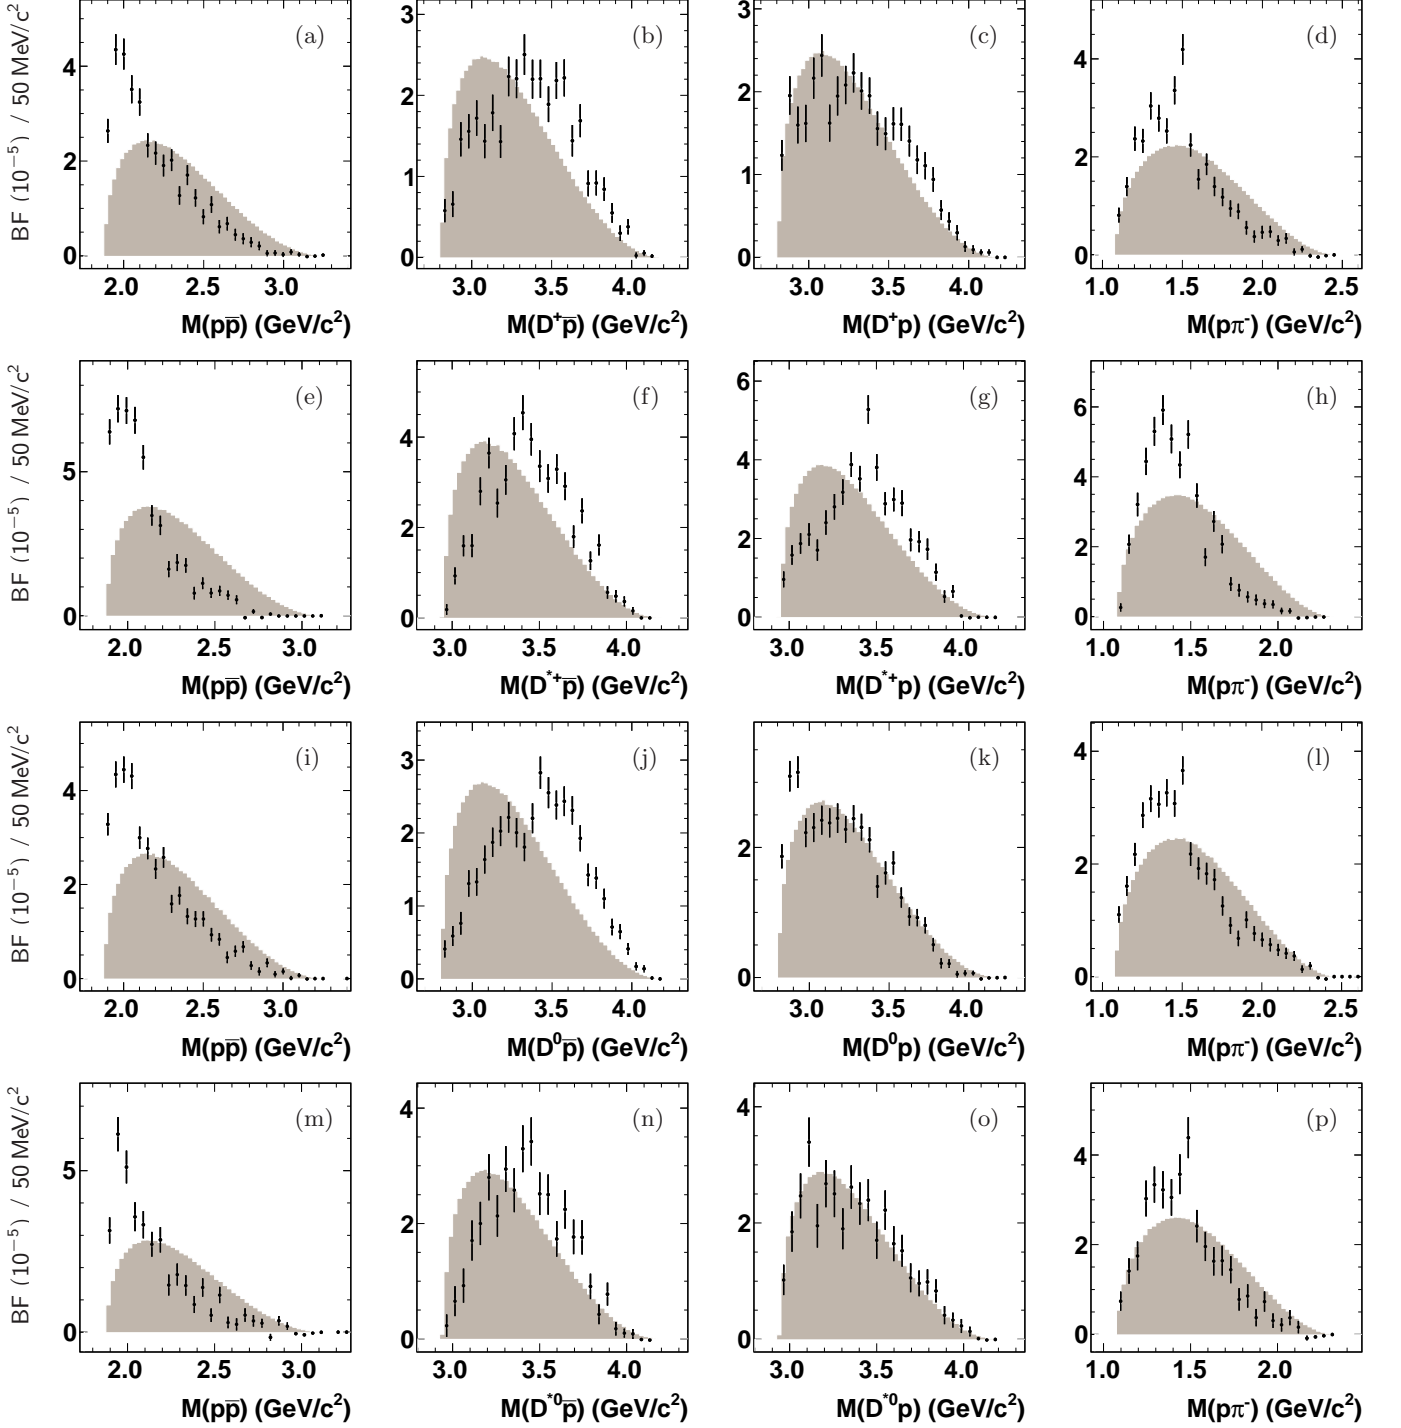 BF (10⁻⁵) / 50 MeV/c²
(a)
4
2
0
2.0 2.5 3.0
M(pp̅) (GeV/c²)
(b)
3
2
1
0
3.0 3.5 4.0
M(D⁺p̅) (GeV/c²)
(c)
3
2
1
0
3.0 3.5 4.0
M(D⁺p) (GeV/c²)
(d)
4
2
0
1.0 1.5 2.0 2.5
M(pπ⁻) (GeV/c²)
BF (10⁻⁵) / 50 MeV/c²
(e)
5
0
2.0 2.5 3.0
M(pp̅) (GeV/c²)
(f)
4
2
0
3.0 3.5 4.0
M(D*⁺p̅) (GeV/c²)
(g)
6
4
2
0
3.0 3.5 4.0
M(D*⁺p) (GeV/c²)
(h)
6
4
2
0
1.0 1.5 2.0
M(pπ⁻) (GeV/c²)
BF (10⁻⁵) / 50 MeV/c²
(i)
4
2
0
2.0 2.5 3.0
M(pp̅) (GeV/c²)
(j)
3
2
1
0
3.0 3.5 4.0
M(D⁰p̅) (GeV/c²)
(k)
2
0
3.0 3.5 4.0
M(D⁰p) (GeV/c²)
(l)
4
2
0
1.0 1.5 2.0 2.5
M(pπ⁻) (GeV/c²)
BF (10⁻⁵) / 50 MeV/c²
(m)
5
0
2.0 2.5 3.0
M(pp̅) (GeV/c²)
(n)
4
2
0
3.0 3.5 4.0
M(D*⁰p̅) (GeV/c²)
(o)
4
2
0
3.0 3.5 4.0
M(D*⁰p) (GeV/c²)
(p)
4
2
0
1.0 1.5 2.0
M(pπ⁻) (GeV/c²)